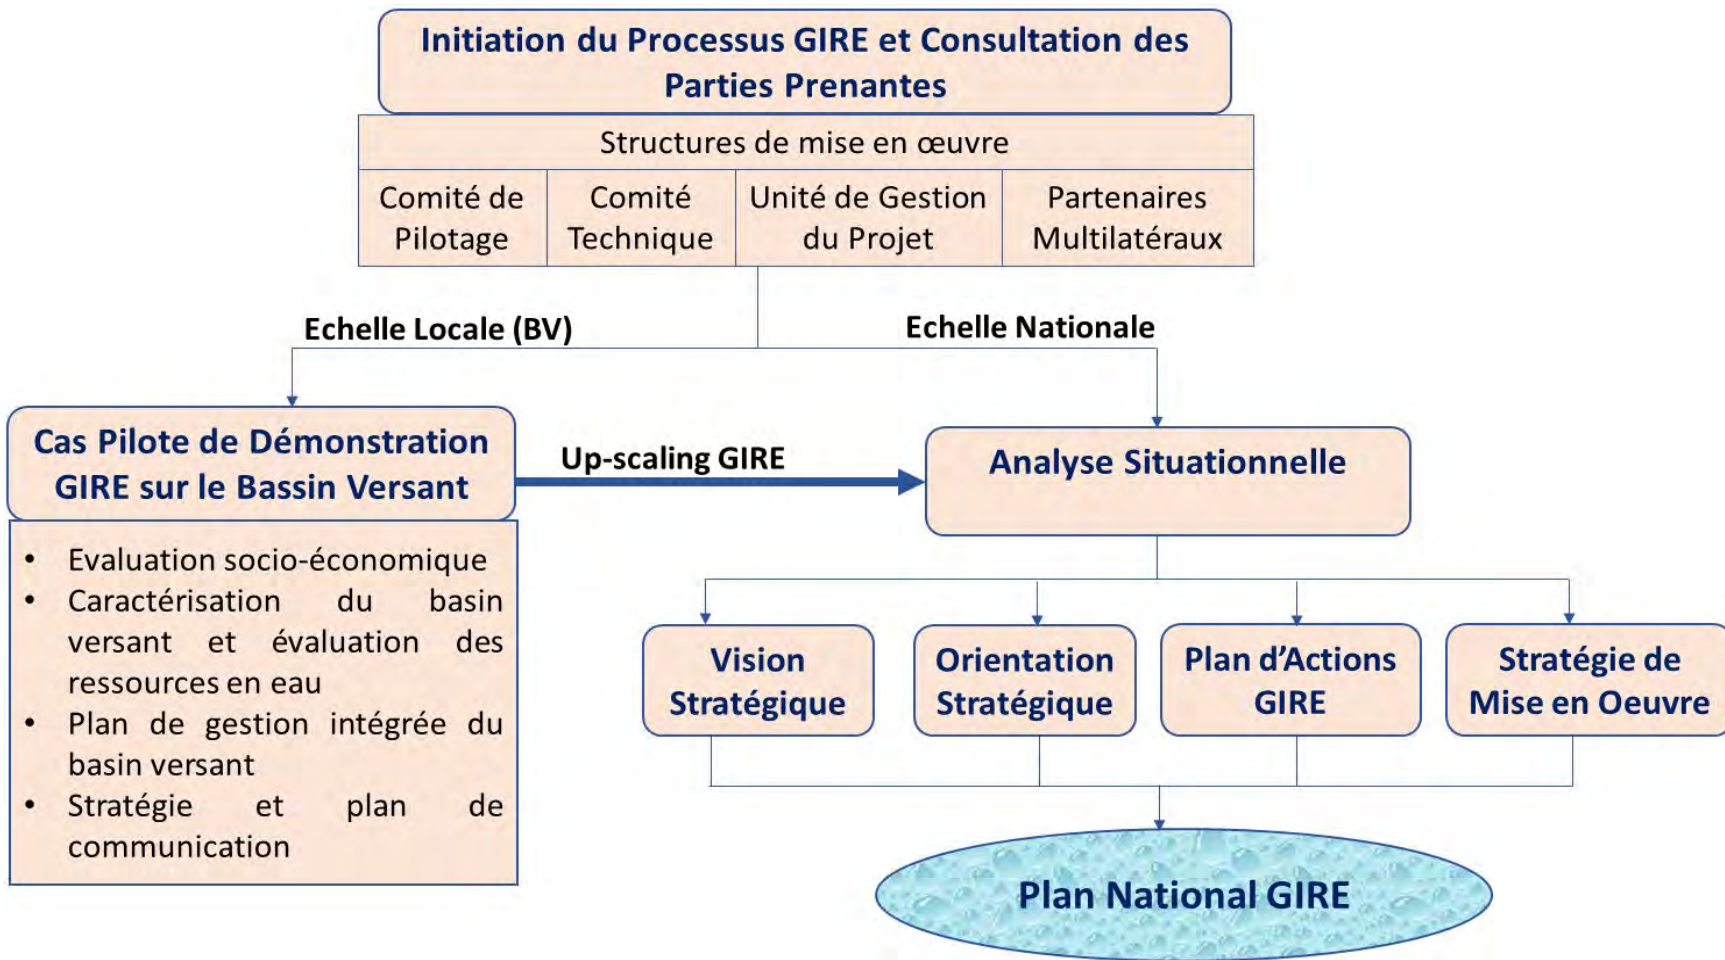 Initiation du Processus GIRE et Consultation des
Parties Prenantes
Structures de mise en œuvre
Comité de
Pilotage
Comité
Technique
Unité de Gestion
du Projet
Partenaires
Multilatéraux
Echelle Locale (BV)
Echelle Nationale
Cas Pilote de Démonstration
GIRE sur le Bassin Versant
Up-scaling GIRE
Analyse Situationnelle
• Evaluation socio-économique
• Caractérisation du basin
versant et évaluation des
ressources en eau
• Plan de gestion intégrée du
basin versant
• Stratégie et plan de
communication
Vision
Stratégique
Orientation
Stratégique
Plan d’Actions
GIRE
Stratégie de
Mise en Oeuvre
Plan National GIRE